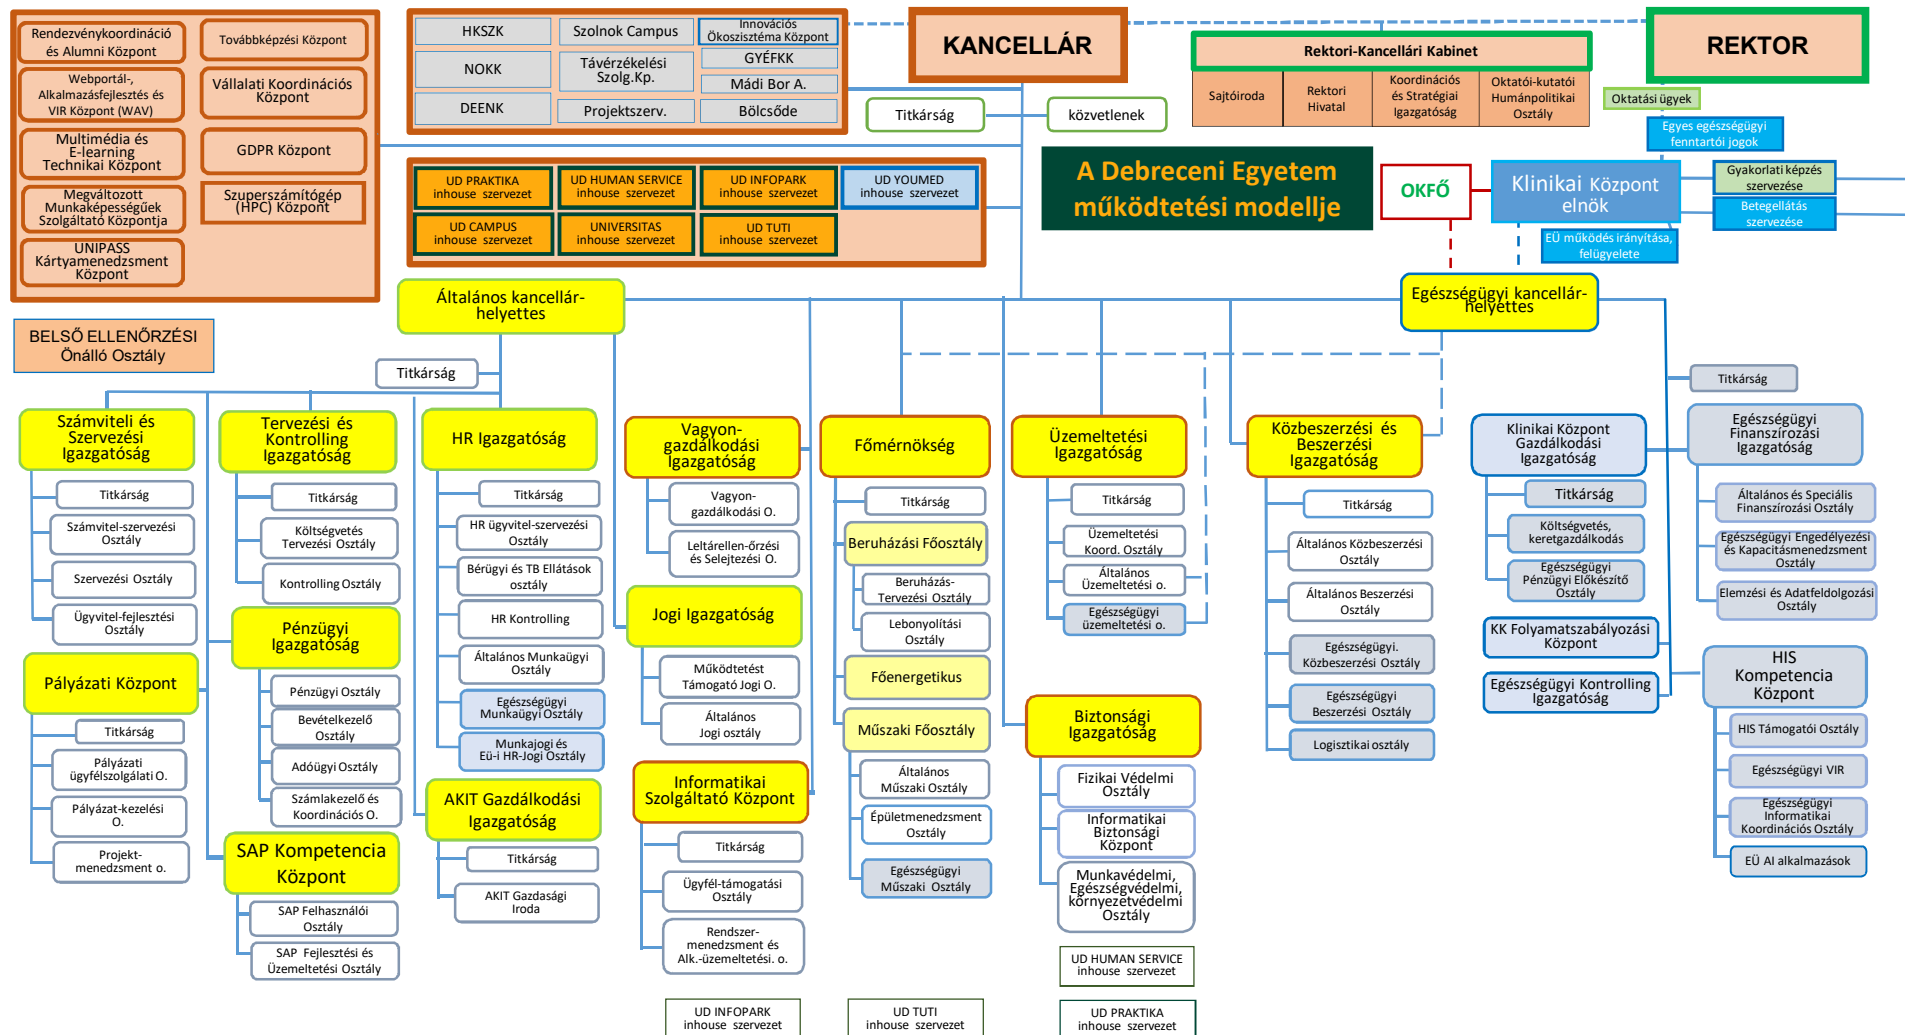 Rendezvénykoordináció
és Alumni Központ
Továbbképzési Központ
Webportál-,
Alkalmazásfejlesztés és
VIR Központ (WAV)
Vállalati Koordinációs
Központ
Multimédia és
E-learning
Technikai Központ
GDPR Központ
Megváltozott
Munkaképességűek
Szolgáltató Központja
Szuperszámítógép
(HPC) Központ
UNIPASS
Kártyamenedzsment
Központ
HKSZK
Szolnok Campus
Innovációs
Ökoszisztéma Központ
NOKK
Távérzékelési
Szolg.Kp.
GYÉFKK
Mádi Bor A.
DEENK
Projektszerv.
Bölcsőde
KANCELLÁR
Titkárság
közvetlenek
Rektori-Kancellári Kabinet
Sajtóiroda
Rektori
Hivatal
Koordinációs
és Stratégiai
Igazgatóság
Oktatói-kutatói
Humánpolitikai
Osztály
REKTOR
Oktatási ügyek
Egyes egészségügyi
fenntartói jogok
UD PRAKTIKA
inhouse szervezet
UD HUMAN SERVICE
inhouse szervezet
UD INFOPARK
inhouse szervezet
UD YOUMED
inhouse szervezet
UD CAMPUS
inhouse szervezet
UNIVERSITAS
inhouse szervezet
UD TUTI
inhouse szervezet
A Debreceni Egyetem
működtetési modellje
OKFŐ
Klinikai Központ
elnök
Gyakorlati képzés
szervezése
Betegellátás
szervezése
EÜ működés irányítása,
felügyelete
Általános kancellár-
helyettes
Egészségügyi kancellár-
helyettes
BELSŐ ELLENŐRZÉSI
Önálló Osztály
Titkárság
Számviteli és
Szervezési
Igazgatóság
Titkárság
Számvitel-szervezési
Osztály
Szervezési Osztály
Ügyvitel-fejlesztési
Osztály
Pályázati Központ
Titkárság
Pályázati
ügyfélszolgálati O.
Pályázat-kezelési
O.
Projekt-
menedzsment o.
Tervezési és
Kontrolling
Igazgatóság
Titkárság
Költségvetés
Tervezési Osztály
Kontrolling Osztály
Pénzügyi
Igazgatóság
Pénzügyi Osztály
Bevételkezelő
Osztály
Adóügyi Osztály
Számlakezelő és
Koordinációs O.
SAP Kompetencia
Központ
SAP Felhasználói
Osztály
SAP Fejlesztési és
Üzemeltetési Osztály
HR Igazgatóság
Titkárság
HR ügyvitel-szervezési
Osztály
Bérügyi és TB Ellátások
osztály
HR Kontrolling
Általános Munkaügyi
Osztály
Egészségügyi
Munkaügyi Osztály
Munkajogi és
Eü-i HR-Jogi Osztály
AKIT Gazdálkodási
Igazgatóság
Titkárság
AKIT Gazdasági
Iroda
Vagyon-
gazdálkodási
Igazgatóság
Vagyon-
gazdálkodási O.
Leltárellen-őrzési
és Selejtezési O.
Jogi Igazgatóság
Működtetést
Támogató Jogi O.
Általános
Jogi osztály
Informatikai
Szolgáltató Központ
Titkárság
Ügyfél-támogatási
Osztály
Rendszer-
menedzsment és
Alk.-üzemeltetési. o.
UD INFOPARK
inhouse szervezet
Főmérnökség
Titkárság
Beruházási Főosztály
Beruházás-
Tervezési Osztály
Lebonyolítási
Osztály
Főenergetikus
Műszaki Főosztály
Általános
Műszaki Osztály
Épületmenedzsment
Osztály
Egészségügyi
Műszaki Osztály
UD TUTI
inhouse szervezet
Üzemeltetési
Igazgatóság
Titkárság
Üzemeltetési
Koord. Osztály
Általános
Üzemeltetési o.
Egészségügyi
üzemeltetési o.
Biztonsági
Igazgatóság
Fizikai Védelmi
Osztály
Informatikai
Biztonsági
Központ
Munkavédelmi,
Egészségvédelmi,
környezetvédelmi
Osztály
UD HUMAN SERVICE
inhouse szervezet
UD PRAKTIKA
inhouse szervezet
Közbeszerzési és
Beszerzési
Igazgatóság
Titkárság
Általános Közbeszerzési
Osztály
Általános Beszerzési
Osztály
Egészségügyi.
Közbeszerzési Osztály
Egészségügyi
Beszerzési Osztály
Logisztikai osztály
Klinikai Központ
Gazdálkodási
Igazgatóság
Titkárság
Költségvetés,
keretgazdálkodás
Egészségügyi
Pénzügyi Előkészítő
Osztály
KK Folyamatszabályozási
Központ
Egészségügyi Kontrolling
Igazgatóság
Titkárság
Egészségügyi
Finanszírozási
Igazgatóság
Általános és Speciális
Finanszírozási Osztály
Egészségügyi Engedélyezési
és Kapacitásmenedzsment
Osztály
Elemzési és Adatfeldolgozási
Osztály
HIS
Kompetencia
Központ
HIS Támogatói Osztály
Egészségügyi VIR
Egészségügyi
Informatikai
Koordinációs Osztály
EÜ AI alkalmazások